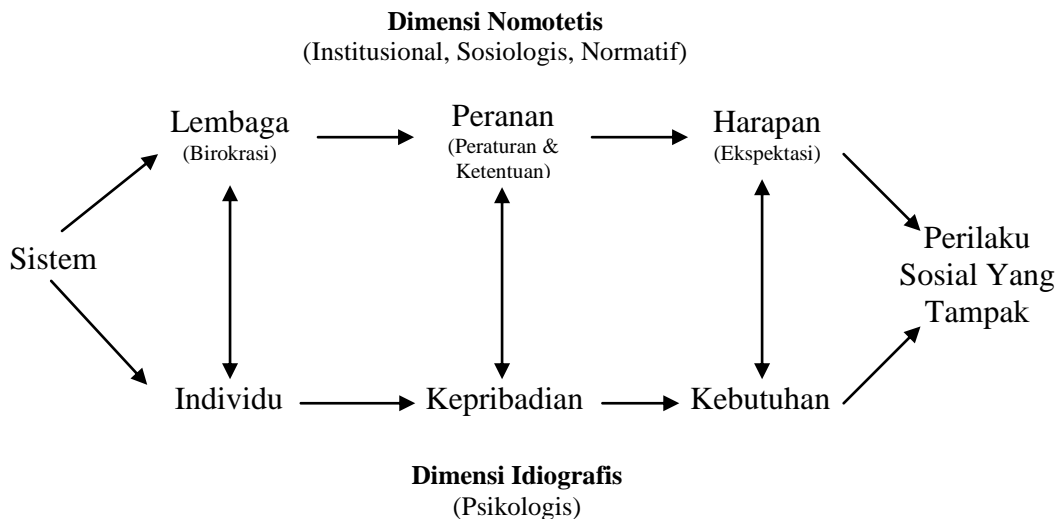 Dimensi Nomotetis
(Institusional, Sosiologis, Normatif)
Lembaga
(Birokrasi)
Peranan
(Peraturan &
Ketentuan)
Harapan
(Ekspektasi)
Sistem
Perilaku
Sosial Yang
Tampak
Individu
Kepribadian
Kebutuhan
Dimensi Idiografis
(Psikologis)